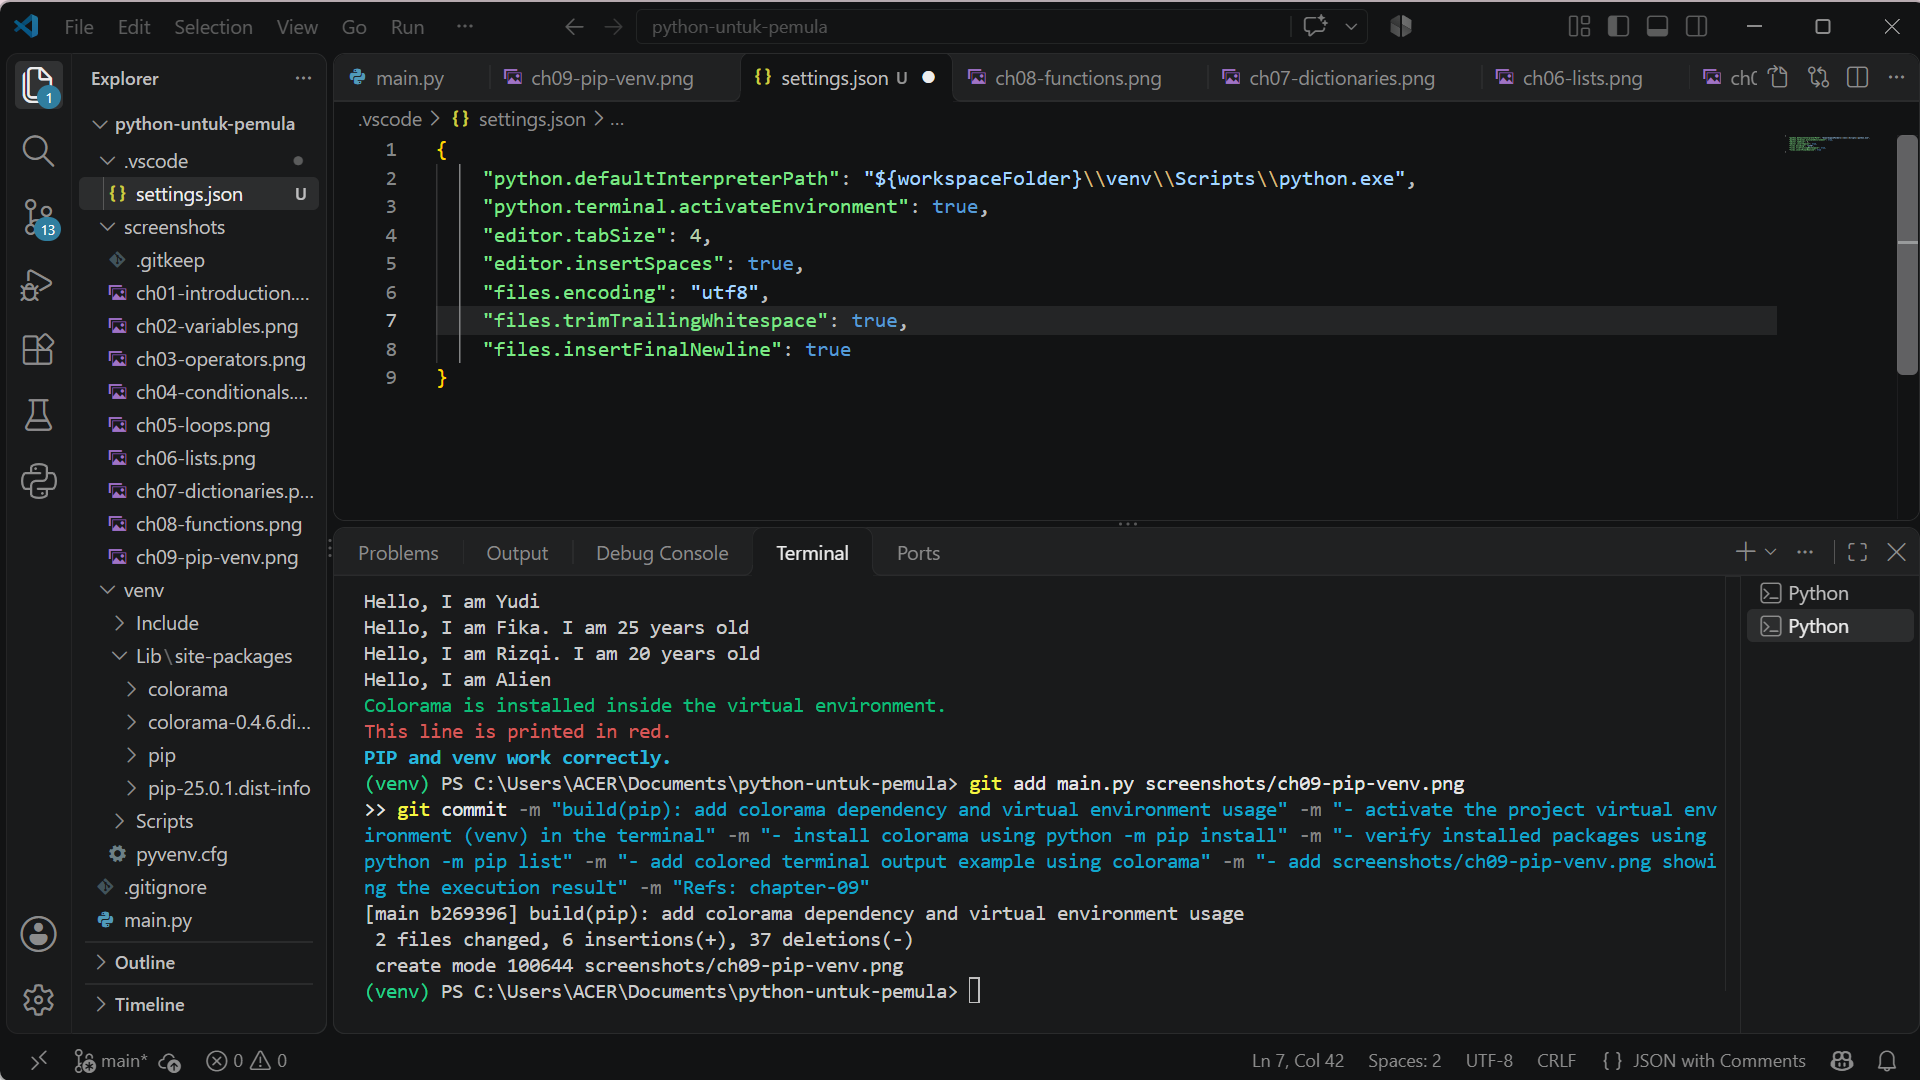 File Edit Selection View Go Run ...
python-untuk-pemula
Explorer
main.py
ch09-pip-venv.png
settings.json U
ch08-functions.png
ch07-dictionaries.png
ch06-lists.png
ch0
1
13
python-untuk-pemula
.vscode
settings.json U
screenshots
.gitkeep
ch01-introduction....
ch02-variables.png
ch03-operators.png
ch04-conditionals....
ch05-loops.png
ch06-lists.png
ch07-dictionaries.p...
ch08-functions.png
ch09-pip-venv.png
venv
Include
Lib\site-packages
colorama
colorama-0.4.6.di...
pip
pip-25.0.1.dist-info
Scripts
pyvenv.cfg
.gitignore
main.py
Outline
Timeline
.vscode > {} settings.json > ...
1 {
2 "python.defaultInterpreterPath": "${workspaceFolder}\\venv\\Scripts\\python.exe",
3 "python.terminal.activateEnvironment": true,
4 "editor.tabSize": 4,
5 "editor.insertSpaces": true,
6 "files.encoding": "utf8",
7 "files.trimTrailingWhitespace": true,
8 "files.insertFinalNewline": true
9 }
Problems Output Debug Console Terminal Ports
Python
Python
Hello, I am Yudi
Hello, I am Fika. I am 25 years old
Hello, I am Rizqi. I am 20 years old
Hello, I am Alien
Colorama is installed inside the virtual environment.
This line is printed in red.
PIP and venv work correctly.
(venv) PS C:\Users\ACER\Documents\python-untuk-pemula> git add main.py screenshots/ch09-pip-venv.png
>> git commit -m "build(pip): add colorama dependency and virtual environment usage" -m "- activate the project virtual env
ironment (venv) in the terminal" -m "- install colorama using python -m pip install" -m "- verify installed packages using
python -m pip list" -m "- add colored terminal output example using colorama" -m "- add screenshots/ch09-pip-venv.png showi
ng the execution result" -m "Refs: chapter-09"
[main b269396] build(pip): add colorama dependency and virtual environment usage
2 files changed, 6 insertions(+), 37 deletions(-)
create mode 100644 screenshots/ch09-pip-venv.png
(venv) PS C:\Users\ACER\Documents\python-untuk-pemula>
main* 0 0
Ln 7, Col 42 Spaces: 2 UTF-8 CRLF {} JSON with Comments